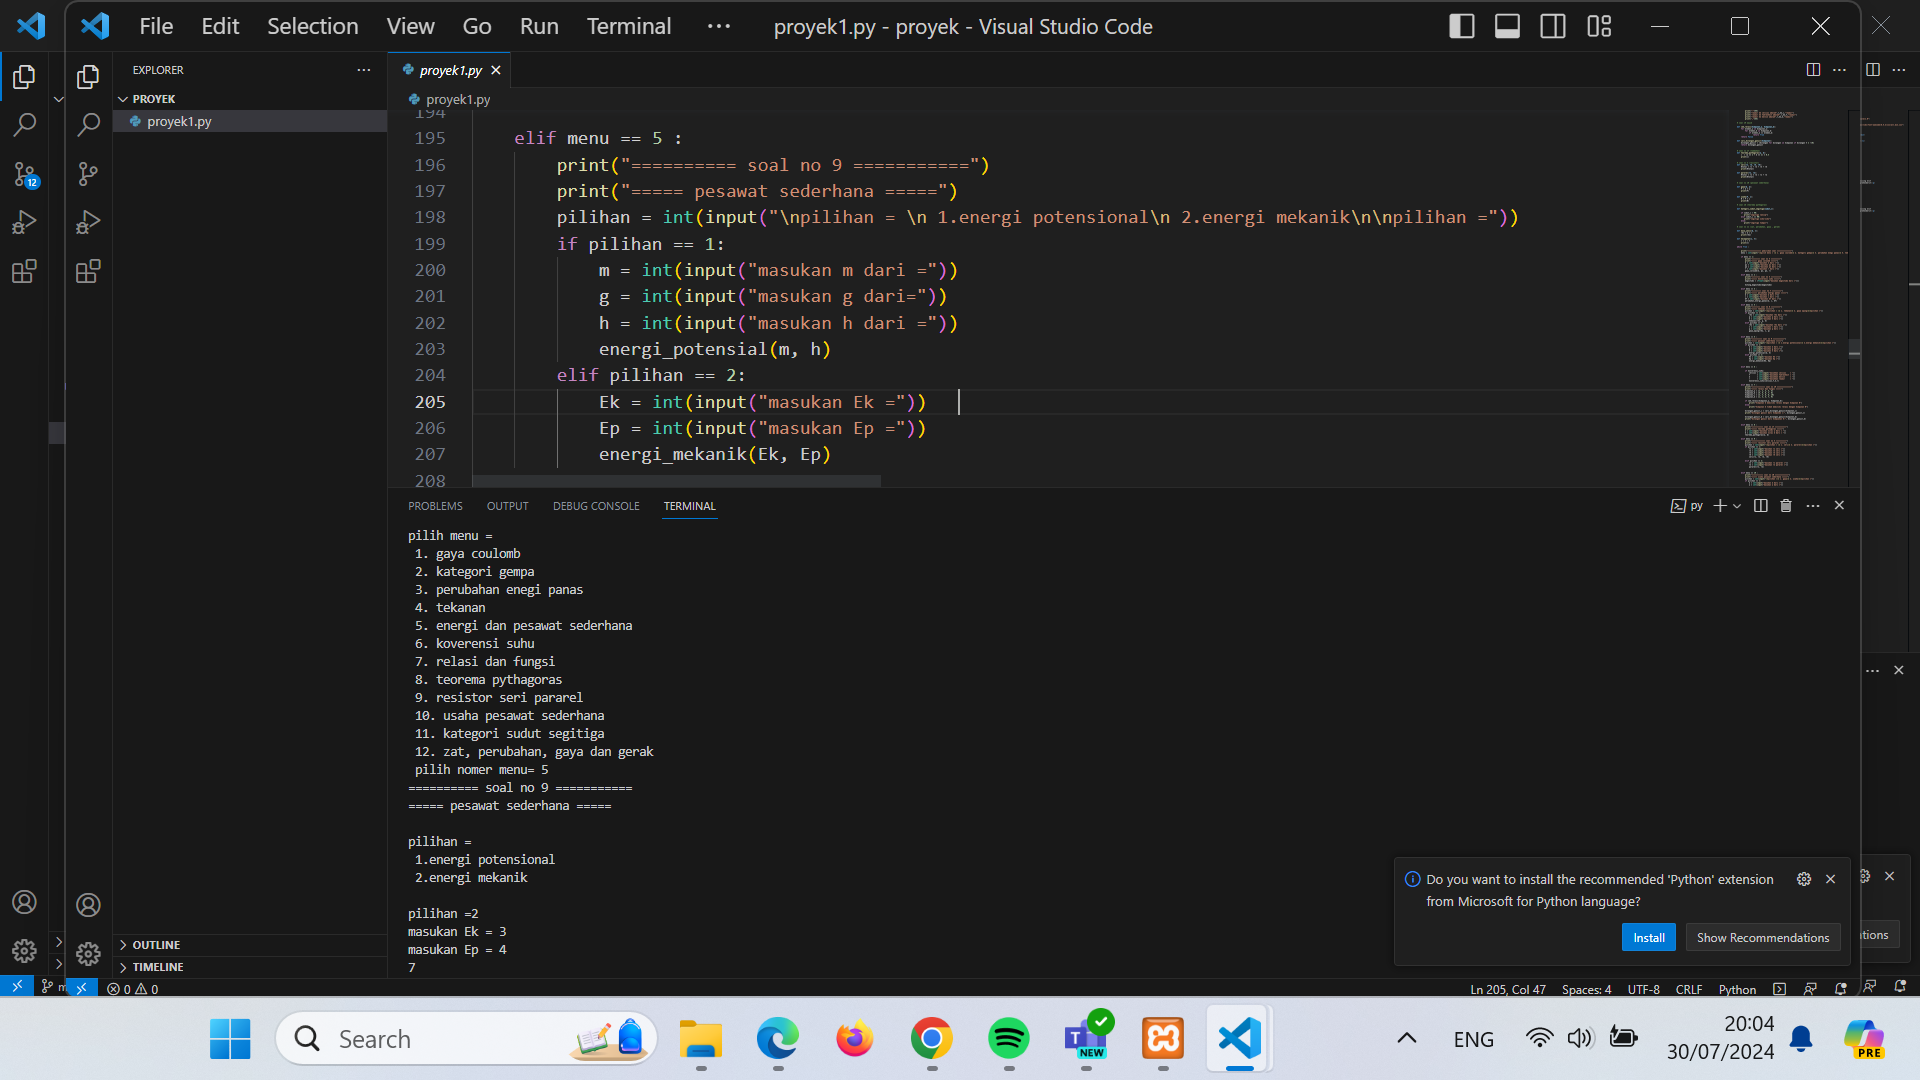 File Edit Selection View Go Run Terminal ··· proyek1.py - proyek - Visual Studio Code
EXPLORER ···
PROYEK
proyek1.py
12
proyek1.py
proyek1.py
194
195 elif menu == 5 :
196 print("========== soal no 9 ===========")
197 print("===== pesawat sederhana =====")
198 pilihan = int(input("\npilihan = \n 1.energi potensional\n 2.energi mekanik\n\npilihan ="))
199 if pilihan == 1:
200 m = int(input("masukan m dari ="))
201 g = int(input("masukan g dari="))
202 h = int(input("masukan h dari ="))
203 energi_potensial(m, h)
204 elif pilihan == 2:
205 Ek = int(input("masukan Ek ="))
206 Ep = int(input("masukan Ep ="))
207 energi_mekanik(Ek, Ep)
208
PROBLEMS OUTPUT DEBUG CONSOLE TERMINAL py
pilih menu =
1. gaya coulomb
2. kategori gempa
3. perubahan enegi panas
4. tekanan
5. energi dan pesawat sederhana
6. koverensi suhu
7. relasi dan fungsi
8. teorema pythagoras
9. resistor seri pararel
10. usaha pesawat sederhana
11. kategori sudut segitiga
12. zat, perubahan, gaya dan gerak
pilih nomer menu= 5
========== soal no 9 ===========
===== pesawat sederhana =====
pilihan =
1.energi potensional
2.energi mekanik
pilihan =2
masukan Ek = 3
masukan Ep = 4
7
Do you want to install the recommended 'Python' extension
from Microsoft for Python language?
Install Show Recommendations
OUTLINE
TIMELINE
0 0 Ln 205, Col 47 Spaces: 4 UTF-8 CRLF Python
Search NEW ENG 20:04
30/07/2024
PRE